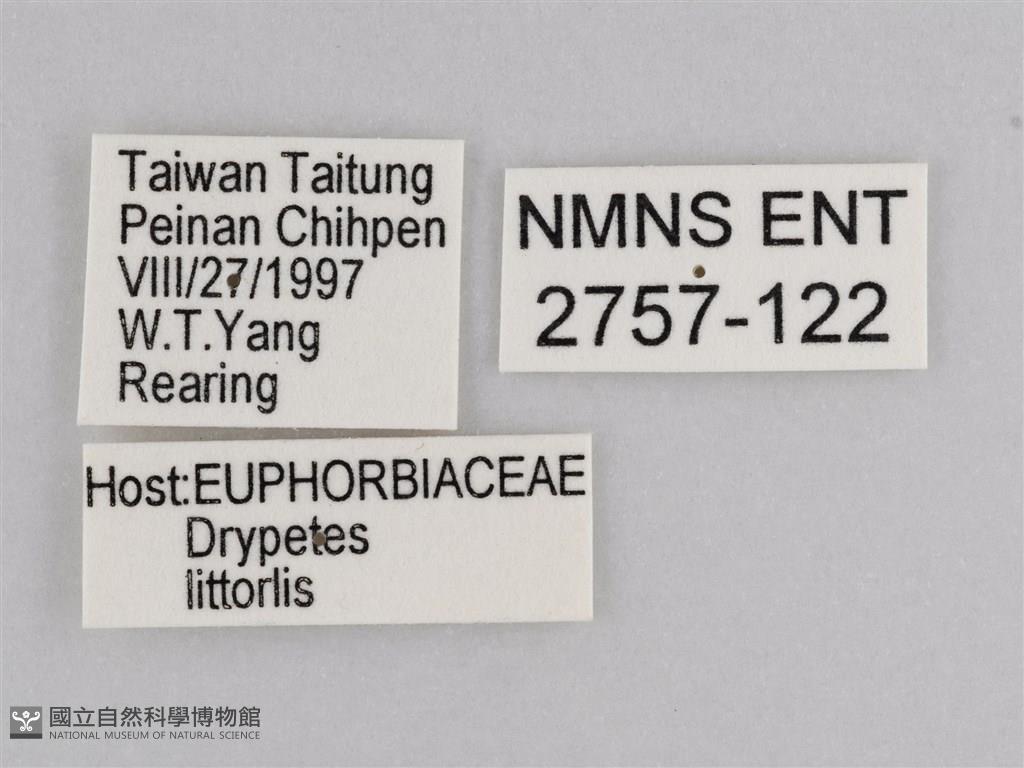 Taiwan Taitung
Peinan Chihpen
VIII/27/1997
W.T.Yang
Rearing
NMNS ENT
2757-122
Host:EUPHORBIACEAE
Drypetes
littorlis
國立自然科學博物館
NATIONAL MUSEUM OF NATURAL SCIENCE